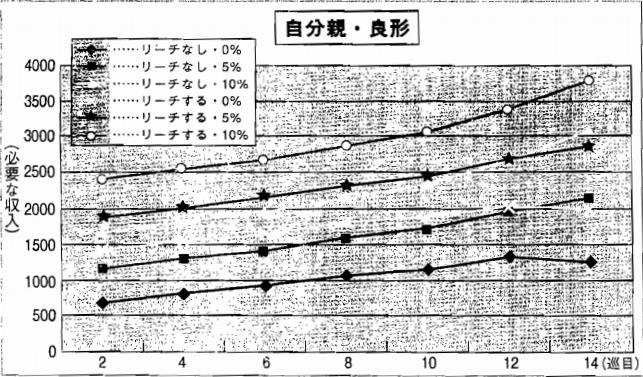 自分親・良形
……リーチなし・0%
……リーチなし・5%
……リーチなし・10%
……リーチする・0%
……リーチする・5%
……リーチする・10%
(必要な収入)
4000
3500
3000
2500
2000
1500
1000
500
0
2 4 6 8 10 12 14(巡目)